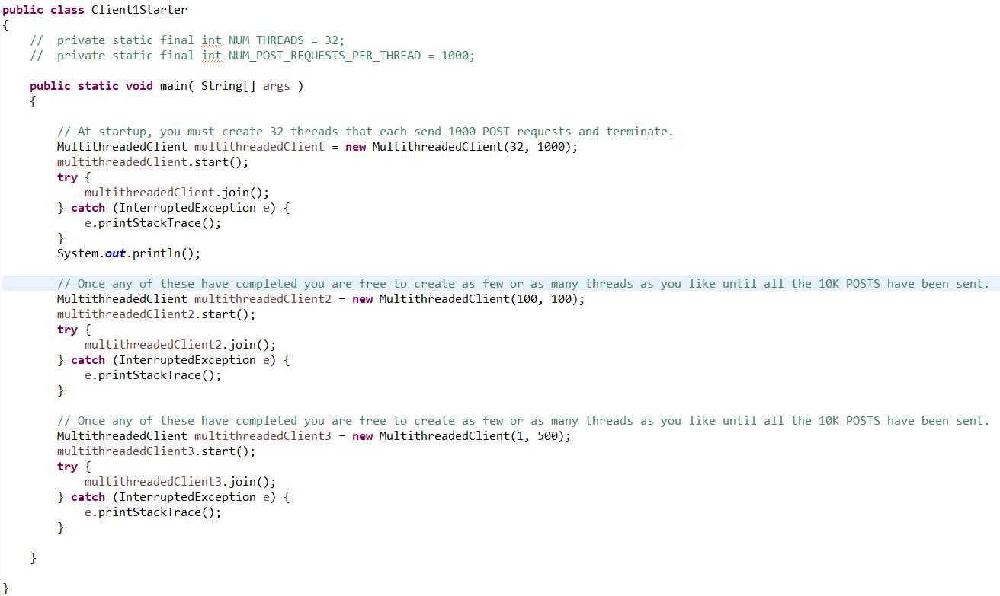 public class Client1Starter
{
    //  private static final int NUM_THREADS = 32;
    //  private static final int NUM_POST_REQUESTS_PER_THREAD = 1000;

    public static void main( String[] args )
    {

        // At startup, you must create 32 threads that each send 1000 POST requests and terminate.
        MultithreadedClient multithreadedClient = new MultithreadedClient(32, 1000);
        multithreadedClient.start();
        try {
            multithreadedClient.join();
        } catch (InterruptedException e) {
            e.printStackTrace();
        }
        System.out.println();

        // Once any of these have completed you are free to create as few or as many threads as you like until all the 10K POSTS have been sent.
        MultithreadedClient multithreadedClient2 = new MultithreadedClient(100, 100);
        multithreadedClient2.start();
        try {
            multithreadedClient2.join();
        } catch (InterruptedException e) {
            e.printStackTrace();
        }

        // Once any of these have completed you are free to create as few or as many threads as you like until all the 10K POSTS have been sent.
        MultithreadedClient multithreadedClient3 = new MultithreadedClient(1, 500);
        multithreadedClient3.start();
        try {
            multithreadedClient3.join();
        } catch (InterruptedException e) {
            e.printStackTrace();
        }

    }

}